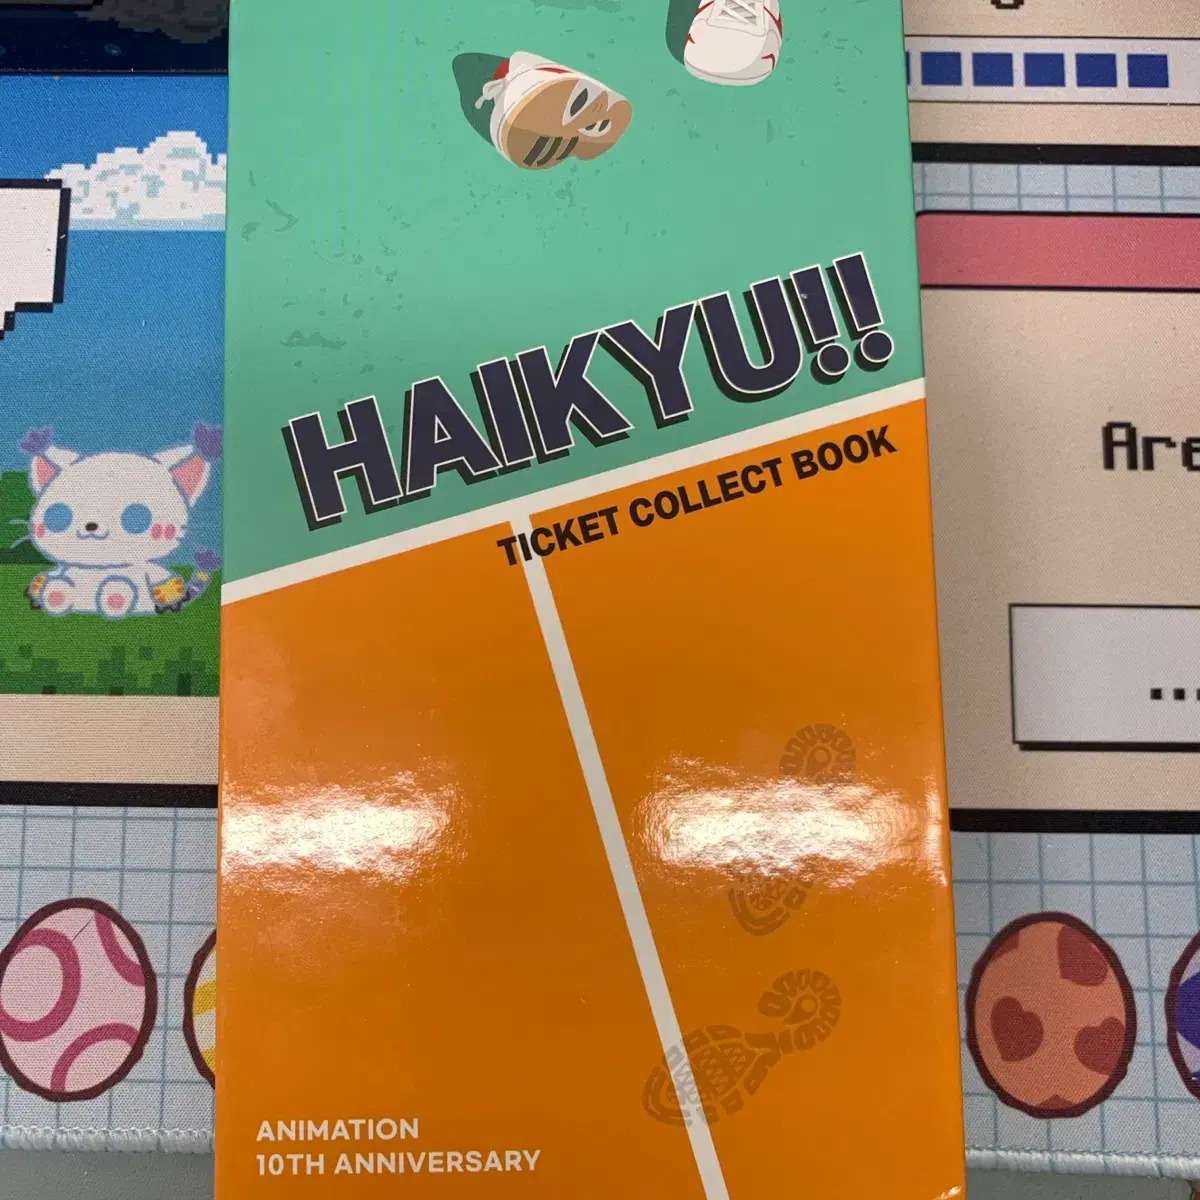 HAIKYU!!
TICKET COLLECT BOOK
Are
...
ANIMATION
10TH ANNIVERSARY